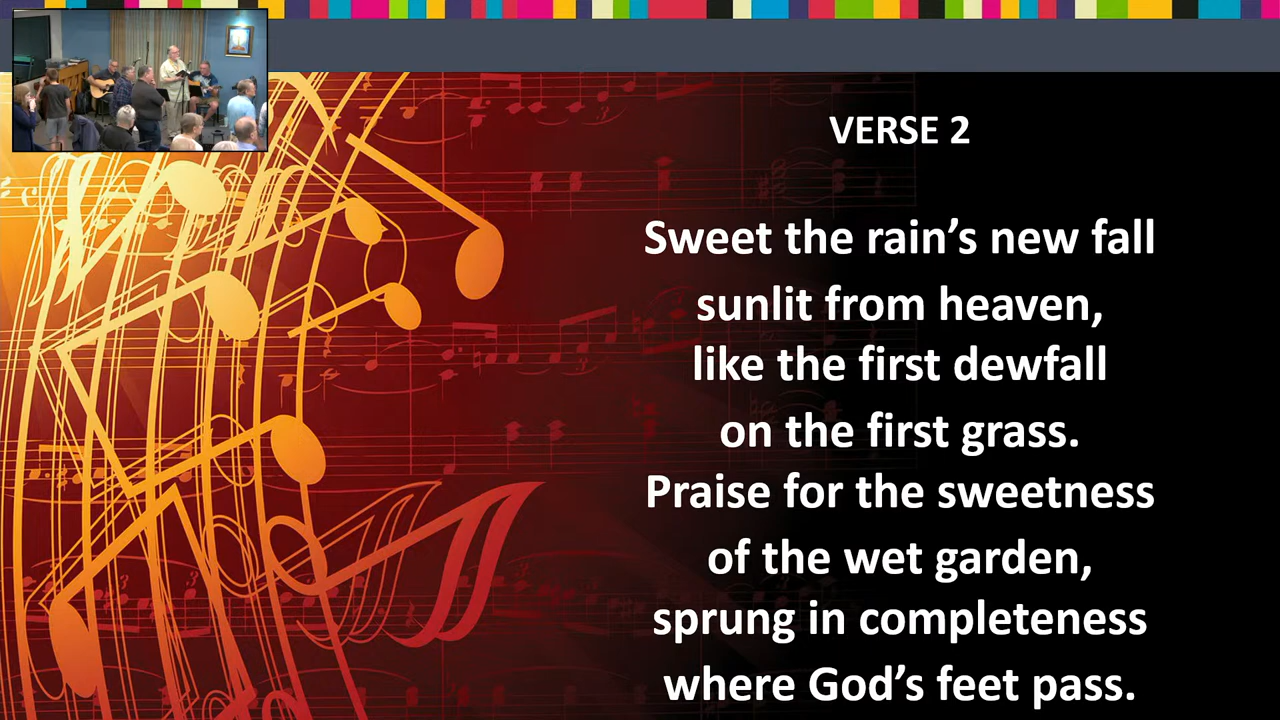 VERSE 2
Sweet the rain’s new fall
sunlit from heaven,
like the first dewfall
on the first grass.
Praise for the sweetness
of the wet garden,
sprung in completeness
where God’s feet pass.